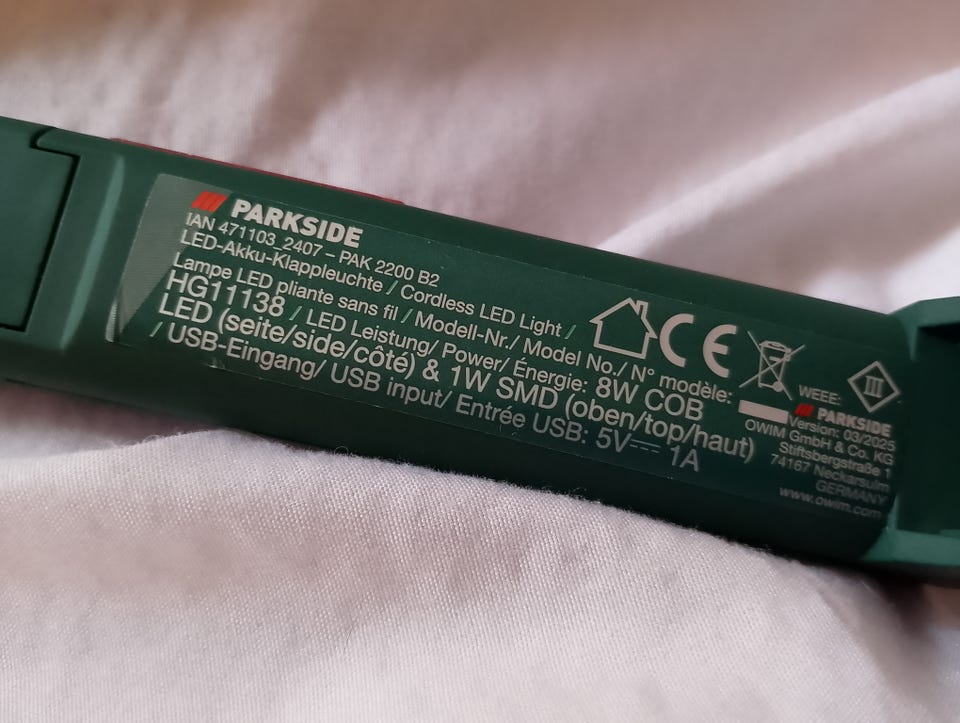 PARKSIDE
IAN 471103_2407 – PAK 2200 B2
LED-Akku-Klappleuchte / Cordless LED Light /
Lampe LED pliante sans fil / Modell-Nr./ Model No./ N° modèle:
HG11138 / LED Leistung/ Power/ Énergie: 8W COB
LED (seite/side/côté) & 1W SMD (oben/top/haut)
/ USB-Eingang/ USB input/ Entrée USB: 5V⎓ 1A
CE
WEEE:
III
PARKSIDE
Version: 03/2025
OWIM GmbH & Co. KG
Stiftsbergstraße 1
74167 Neckarsulm
GERMANY
www.owim.com